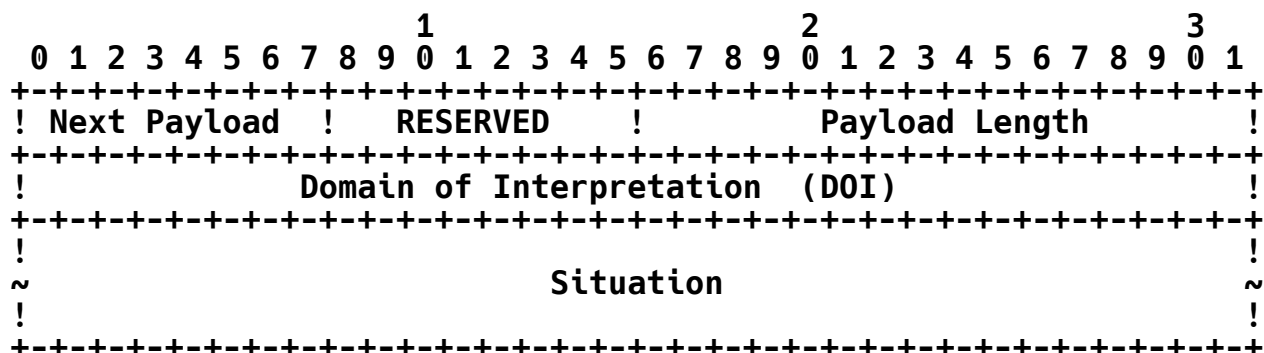 1                   2                   3
 0 1 2 3 4 5 6 7 8 9 0 1 2 3 4 5 6 7 8 9 0 1 2 3 4 5 6 7 8 9 0 1
+-+-+-+-+-+-+-+-+-+-+-+-+-+-+-+-+-+-+-+-+-+-+-+-+-+-+-+-+-+-+-+-+
! Next Payload  !   RESERVED    !         Payload Length        !
+-+-+-+-+-+-+-+-+-+-+-+-+-+-+-+-+-+-+-+-+-+-+-+-+-+-+-+-+-+-+-+-+
!              Domain of Interpretation  (DOI)                  !
+-+-+-+-+-+-+-+-+-+-+-+-+-+-+-+-+-+-+-+-+-+-+-+-+-+-+-+-+-+-+-+-+
!                                                               !
~                           Situation                           ~
!                                                               !
+-+-+-+-+-+-+-+-+-+-+-+-+-+-+-+-+-+-+-+-+-+-+-+-+-+-+-+-+-+-+-+-+